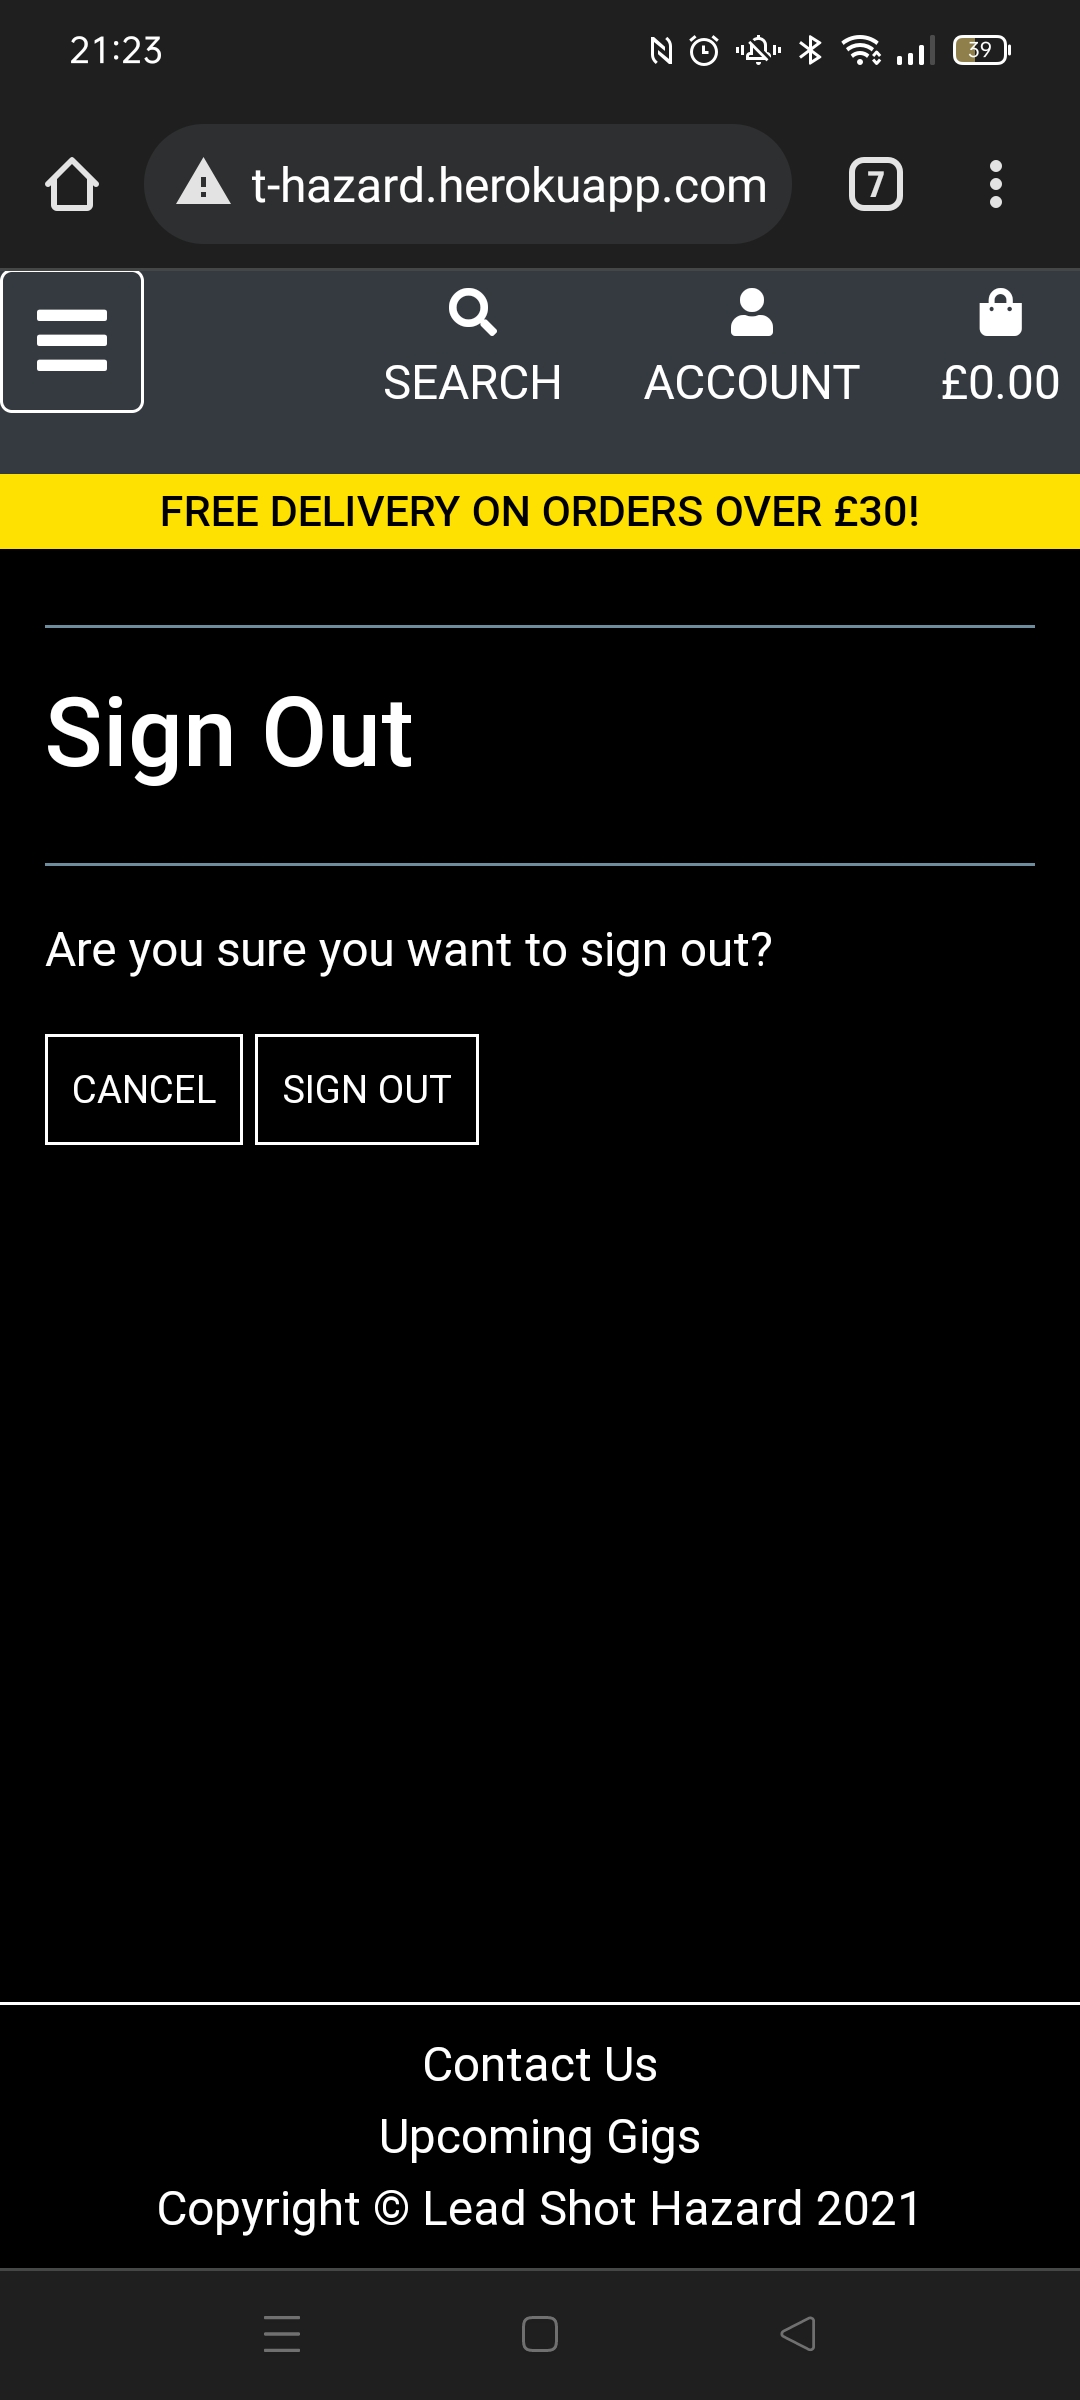 21:23
39
t-hazard.herokuapp.com
7
SEARCH
ACCOUNT
£0.00
FREE DELIVERY ON ORDERS OVER £30!
Sign Out
Are you sure you want to sign out?
CANCEL
SIGN OUT
Contact Us
Upcoming Gigs
Copyright © Lead Shot Hazard 2021